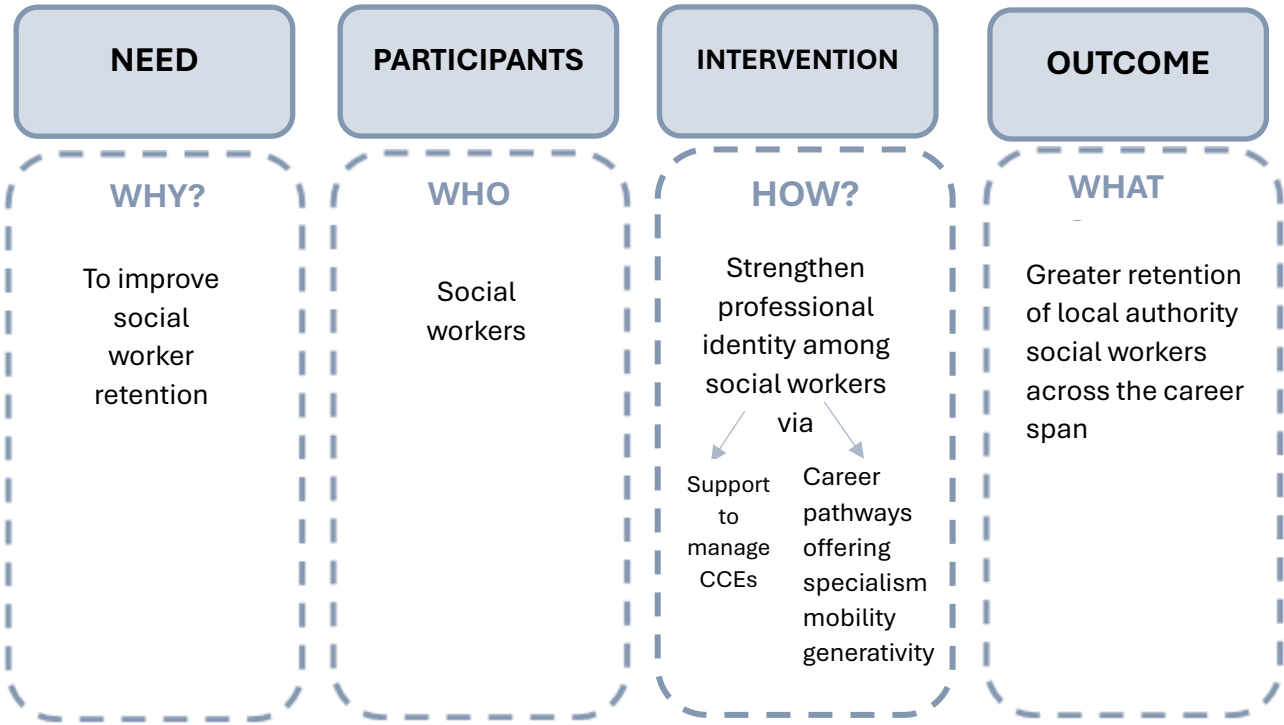 NEED
WHY?
To improve
social
worker
retention
PARTICIPANTS
WHO
Social
workers
INTERVENTION
HOW?
Strengthen
professional
identity among
social workers
via
Support
to
manage
CCEs
Career
pathways
offering
specialism
mobility
generativity
OUTCOME
WHAT
Greater retention
of local authority
social workers
across the career
span